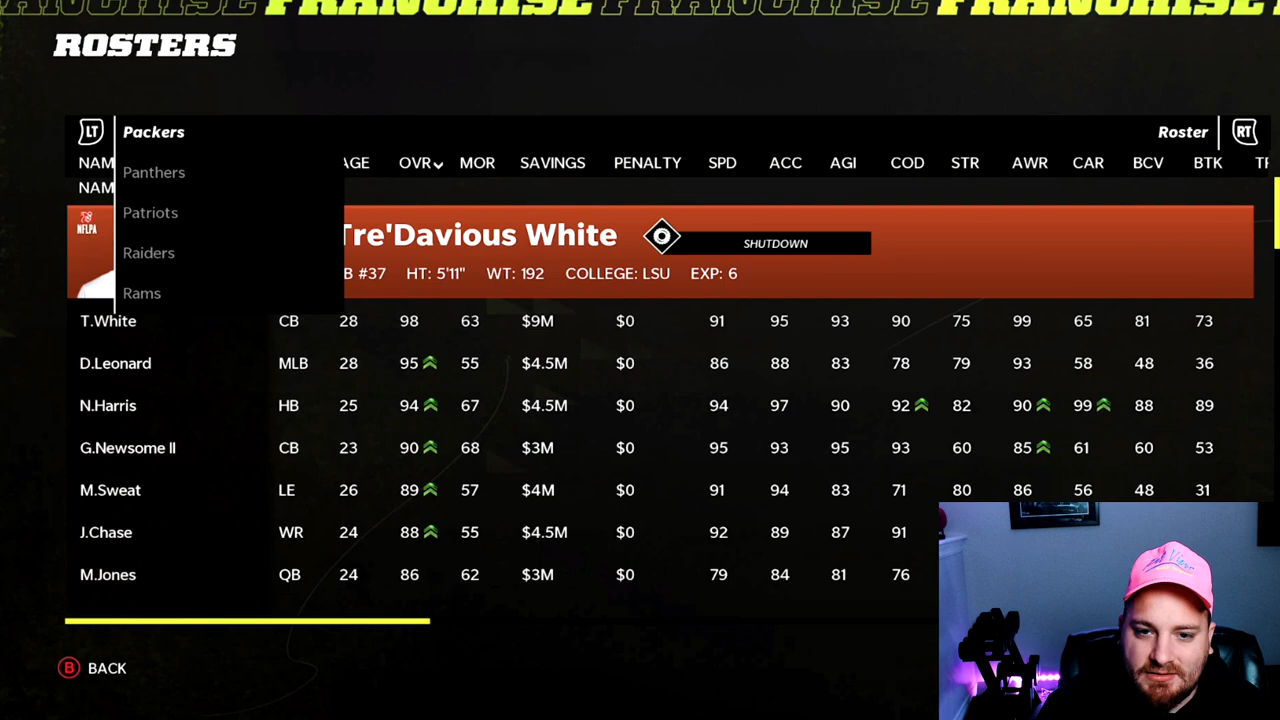 FRANCHISE FRANCHISE FRANCHISE FRANCHISE
ROSTERS
LT Packers Roster RT
NAM AGE OVR MOR SAVINGS PENALTY SPD ACC AGI COD STR AWR CAR BCV BTK
Panthers
NAM
Patriots
NFLPA
Tre'Davious White SHUTDOWN
Raiders
B #37 HT: 5'11" WT: 192 COLLEGE: LSU EXP: 6
Rams
T.White CB 28 98 63 $9M $0 91 95 93 90 75 99 65 81 73
D.Leonard MLB 28 95 55 $4.5M $0 86 88 83 78 79 93 58 48 36
N.Harris HB 25 94 67 $4.5M $0 94 97 90 92 82 90 99 88 89
G.Newsome II CB 23 90 68 $3M $0 95 93 95 93 60 85 61 60 53
M.Sweat LE 26 89 57 $4M $0 91 94 83 71 80 86 56 48 31
J.Chase WR 24 88 55 $4.5M $0 92 89 87 91
M.Jones QB 24 86 62 $3M $0 79 84 81 76
B BACK